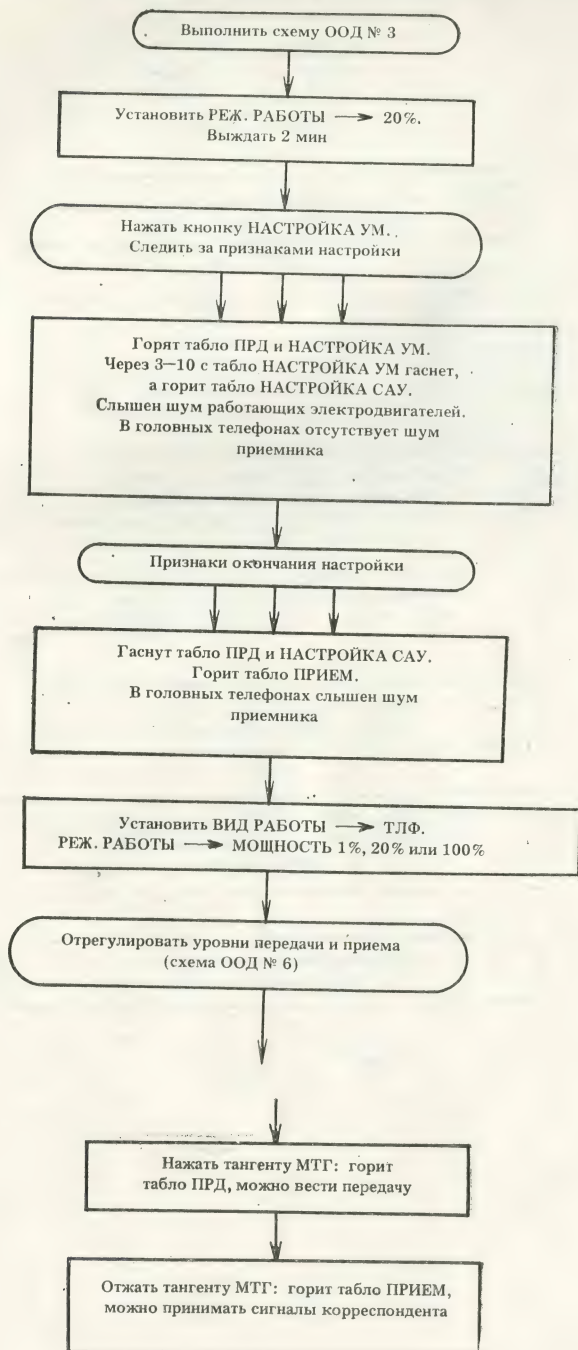 Выполнить схему ООД № 3
Установить РЕЖ. РАБОТЫ → 20%.
Выждать 2 мин
Нажать кнопку НАСТРОЙКА УМ.
Следить за признаками настройки
Горят табло ПРД и НАСТРОЙКА УМ.
Через 3—10 с табло НАСТРОЙКА УМ гаснет,
а горит табло НАСТРОЙКА САУ.
Слышен шум работающих электродвигателей.
В головных телефонах отсутствует шум
приемника
Признаки окончания настройки
Гаснут табло ПРД и НАСТРОЙКА САУ.
Горит табло ПРИЕМ.
В головных телефонах слышен шум
приемника
Установить ВИД РАБОТЫ → ТЛФ.
РЕЖ. РАБОТЫ → МОЩНОСТЬ 1%, 20% или 100%
Отрегулировать уровни передачи и приема
(схема ООД № 6)
Нажать тангенту МТГ: горит
табло ПРД, можно вести передачу
Отжать тангенту МТГ: горит табло ПРИЕМ,
можно принимать сигналы корреспондента